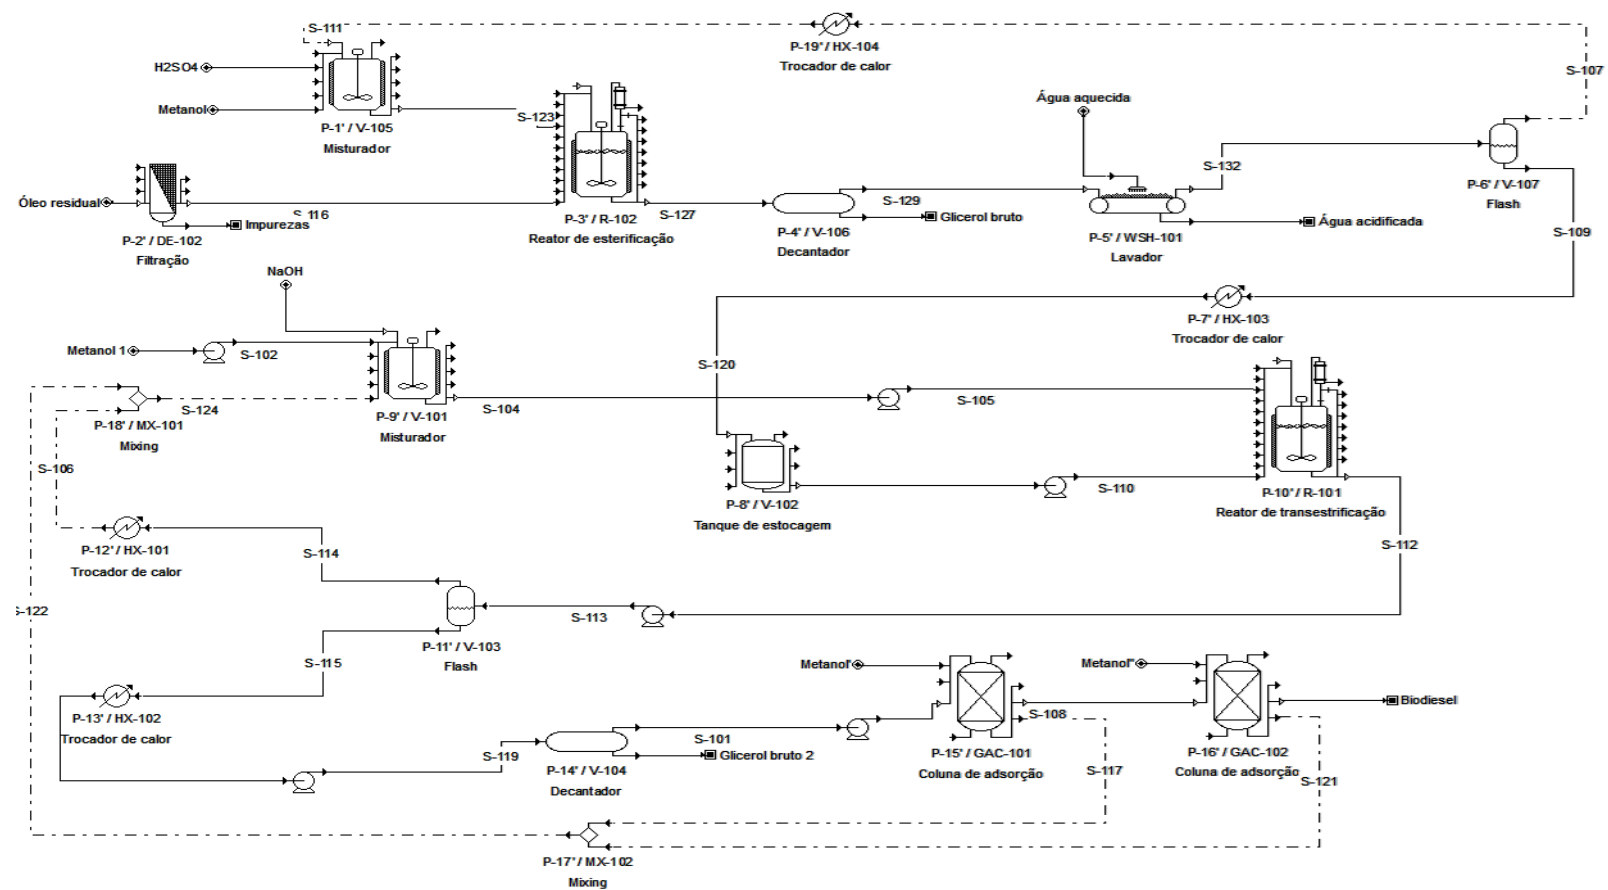 S-111
P-19' / HX-104
Trocador de calor
S-107
H2SO4
Metanol
P-1' / V-105
Misturador
S-123
Água aquecida
S-132
P-6' / V-107
Flash
Óleo residual
S-116
Impurezas
P-2' / DE-102
Filtração
P-3' / R-102
Reator de esterificação
S-127
S-129
Glicerol bruto
P-4' / V-106
Decantador
P-5' / WSH-101
Lavador
Água acidificada
S-109
NaOH
P-7' / HX-103
Trocador de calor
Metanol 1
S-102
S-120
S-124
P-18' / MX-101
Mixing
P-9' / V-101
Misturador
S-104
S-105
S-106
P-8' / V-102
Tanque de estocagem
S-110
P-10' / R-101
Reator de transestrificação
S-112
P-12' / HX-101
Trocador de calor
S-114
S-122
S-113
P-11' / V-103
Flash
S-115
P-13' / HX-102
Trocador de calor
Metanol'
Metanol"
S-119
S-101
Glicerol bruto 2
P-14' / V-104
Decantador
S-108
P-15' / GAC-101
Coluna de adsorção
S-117
Biodiesel
P-16' / GAC-102
Coluna de adsorção
S-121
P-17' / MX-102
Mixing